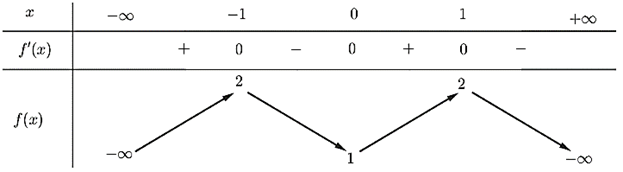 x −∞ −1 0 1 +∞
f′(x) + 0 − 0 + 0 −
2 2
f(x)
−∞ 1 −∞